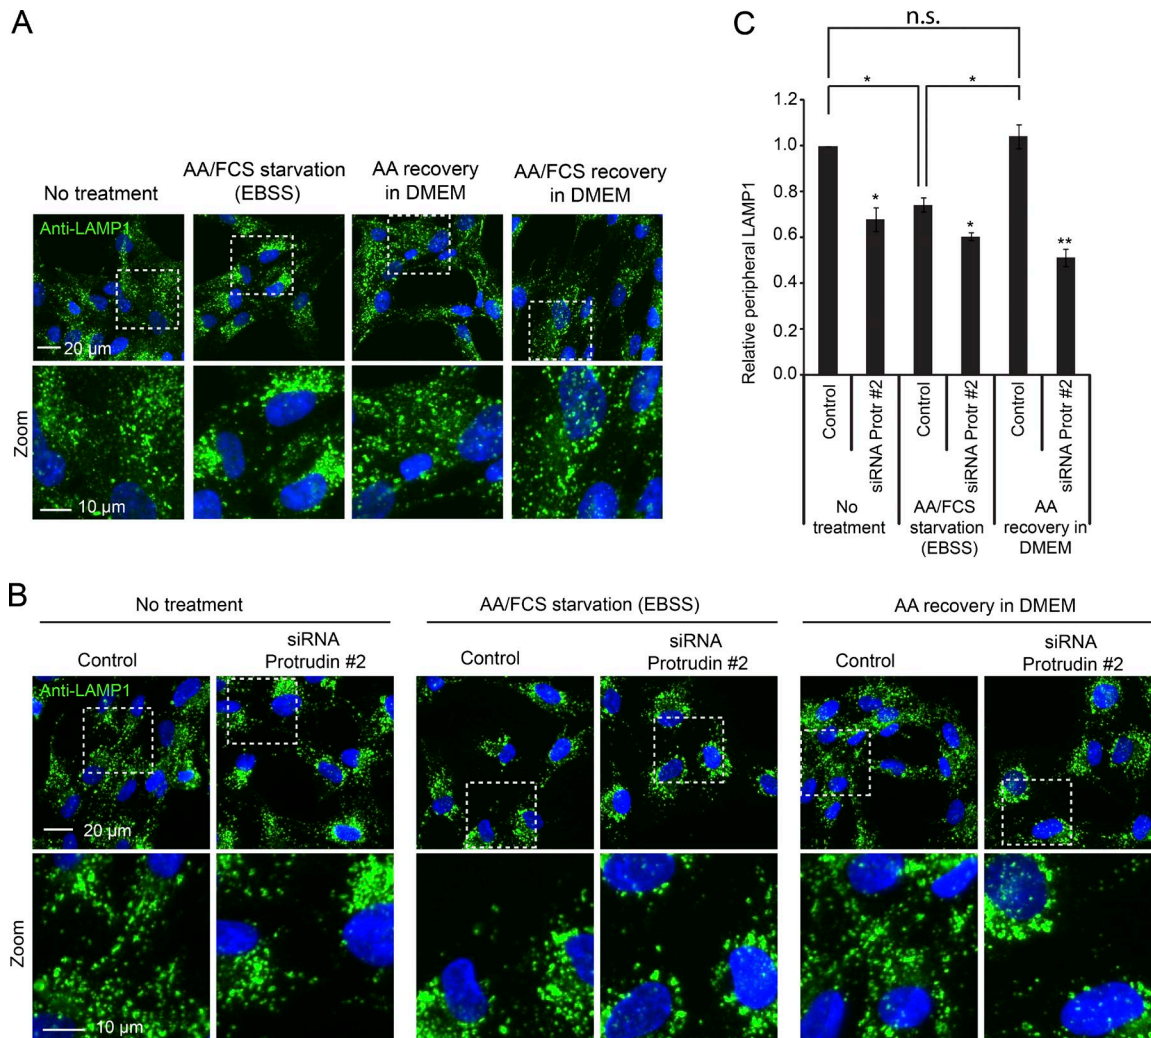 A
No treatment
AA/FCS starvation
(EBSS)
AA recovery
in DMEM
AA/FCS recovery
in DMEM
Anti-LAMP1
20 µm
Zoom
10 µm
C
n.s.
*
*
Relative peripheral LAMP1
1.2
1.0
0.8
0.6
0.4
0.2
0.0
*
*
**
Control
siRNA Protr #2
Control
siRNA Protr #2
Control
siRNA Protr #2
No
treatment
AA/FCS
starvation
(EBSS)
AA
recovery in
DMEM
B
No treatment
AA/FCS starvation (EBSS)
AA recovery in DMEM
Control
siRNA
Protrudin #2
Control
siRNA
Protrudin #2
Control
siRNA
Protrudin #2
Anti-LAMP1
20 µm
Zoom
10 µm